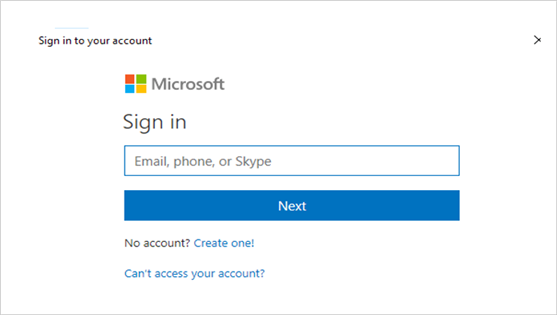 Sign in to your account
Microsoft
Sign in
Email, phone, or Skype
Next
No account? Create one!
Can't access your account?